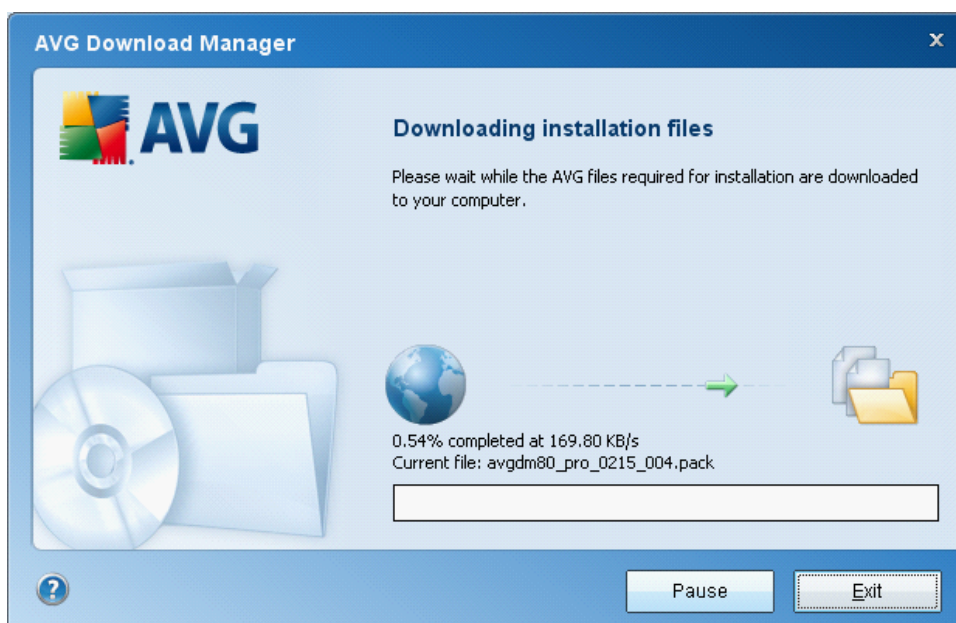 AVG Download Manager
x
AVG
Downloading installation files
Please wait while the AVG files required for installation are downloaded
to your computer.
0.54% completed at 169.80 KB/s
Current file: avgdm80_pro_0215_004.pack
?
Pause
Exit